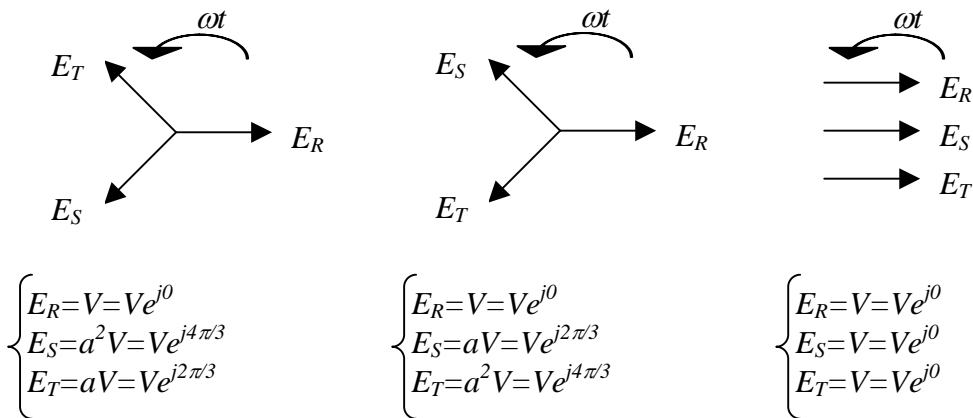 ωt
E_T
E_R
E_S
E_R=V=Ve^{j0}
E_S=a^2V=Ve^{j4π/3}
E_T=aV=Ve^{j2π/3}
ωt
E_S
E_R
E_T
E_R=V=Ve^{j0}
E_S=aV=Ve^{j2π/3}
E_T=a^2V=Ve^{j4π/3}
ωt
E_R
E_S
E_T
E_R=V=Ve^{j0}
E_S=V=Ve^{j0}
E_T=V=Ve^{j0}